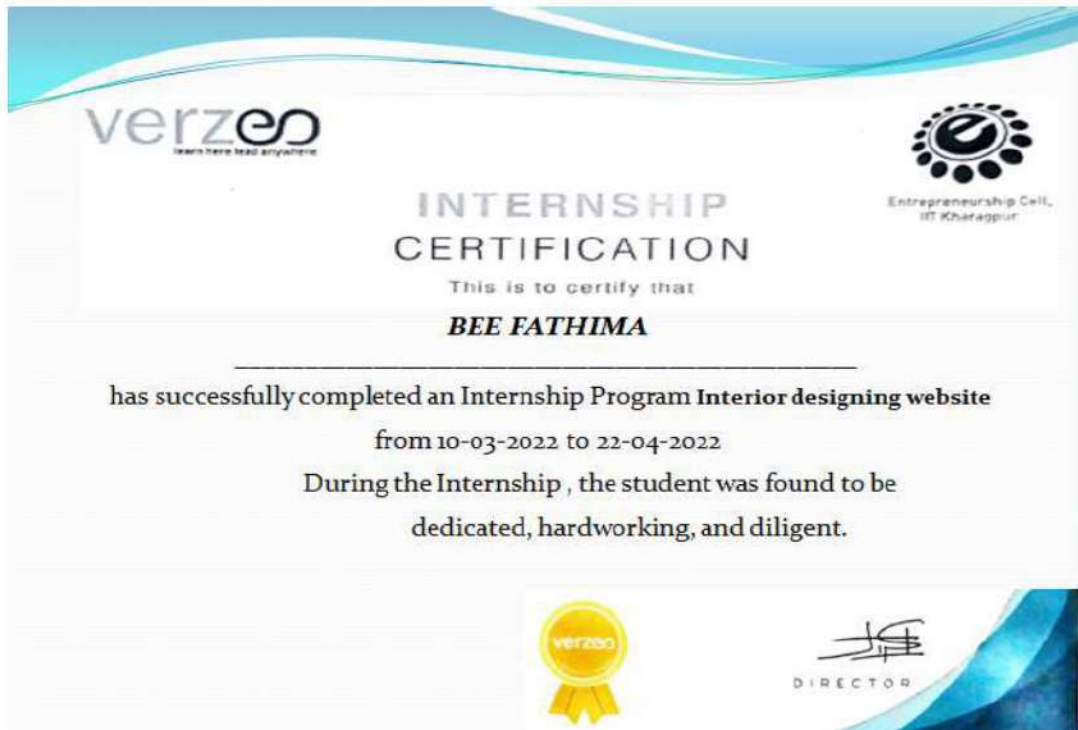 verzeo
learn here lead anywhere
Entrepreneurship Cell,
IIT Kharagpur
INTERNSHIP
CERTIFICATION
This is to certify that
BEE FATHIMA
has successfully completed an Internship Program Interior designing website
from 10-03-2022 to 22-04-2022
During the Internship , the student was found to be
dedicated, hardworking, and diligent.
verzeo
DIRECTOR